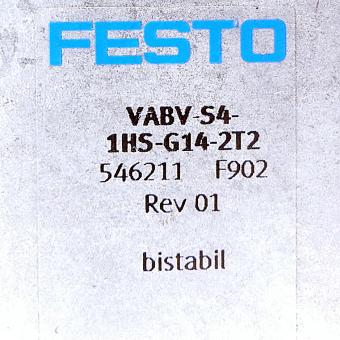 FESTO
VABV-S4-
1HS-G14-2T2
546211 F902
Rev 01
bistabil